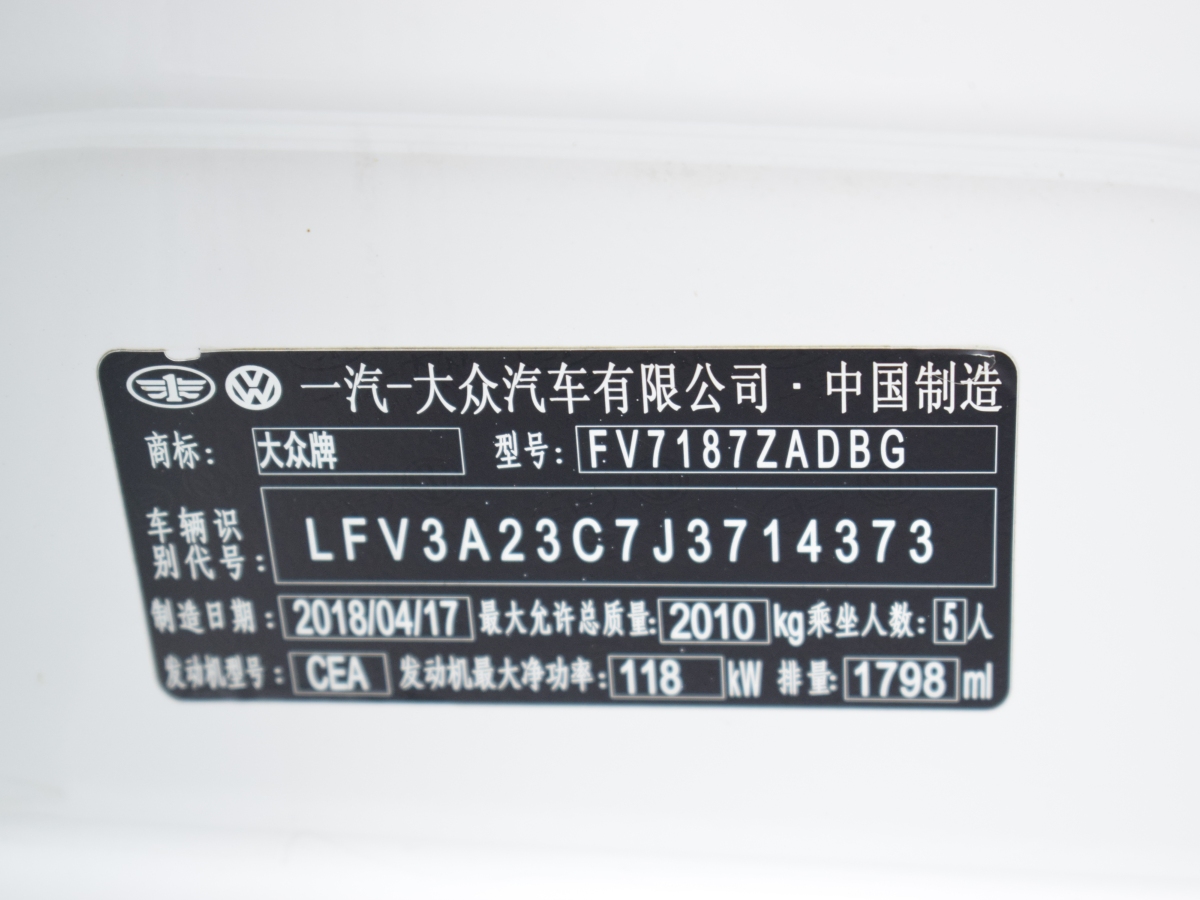 一汽-大众汽车有限公司·中国制造
商标: 大众牌 型号: FV7187ZADBG
车辆识别代号: LFV3A23C7J3714373
制造日期: 2018/04/17 最大允许总质量: 2010 kg 乘坐人数: 5 人
发动机型号: CEA 发动机最大净功率: 118 kW 排量: 1798 ml